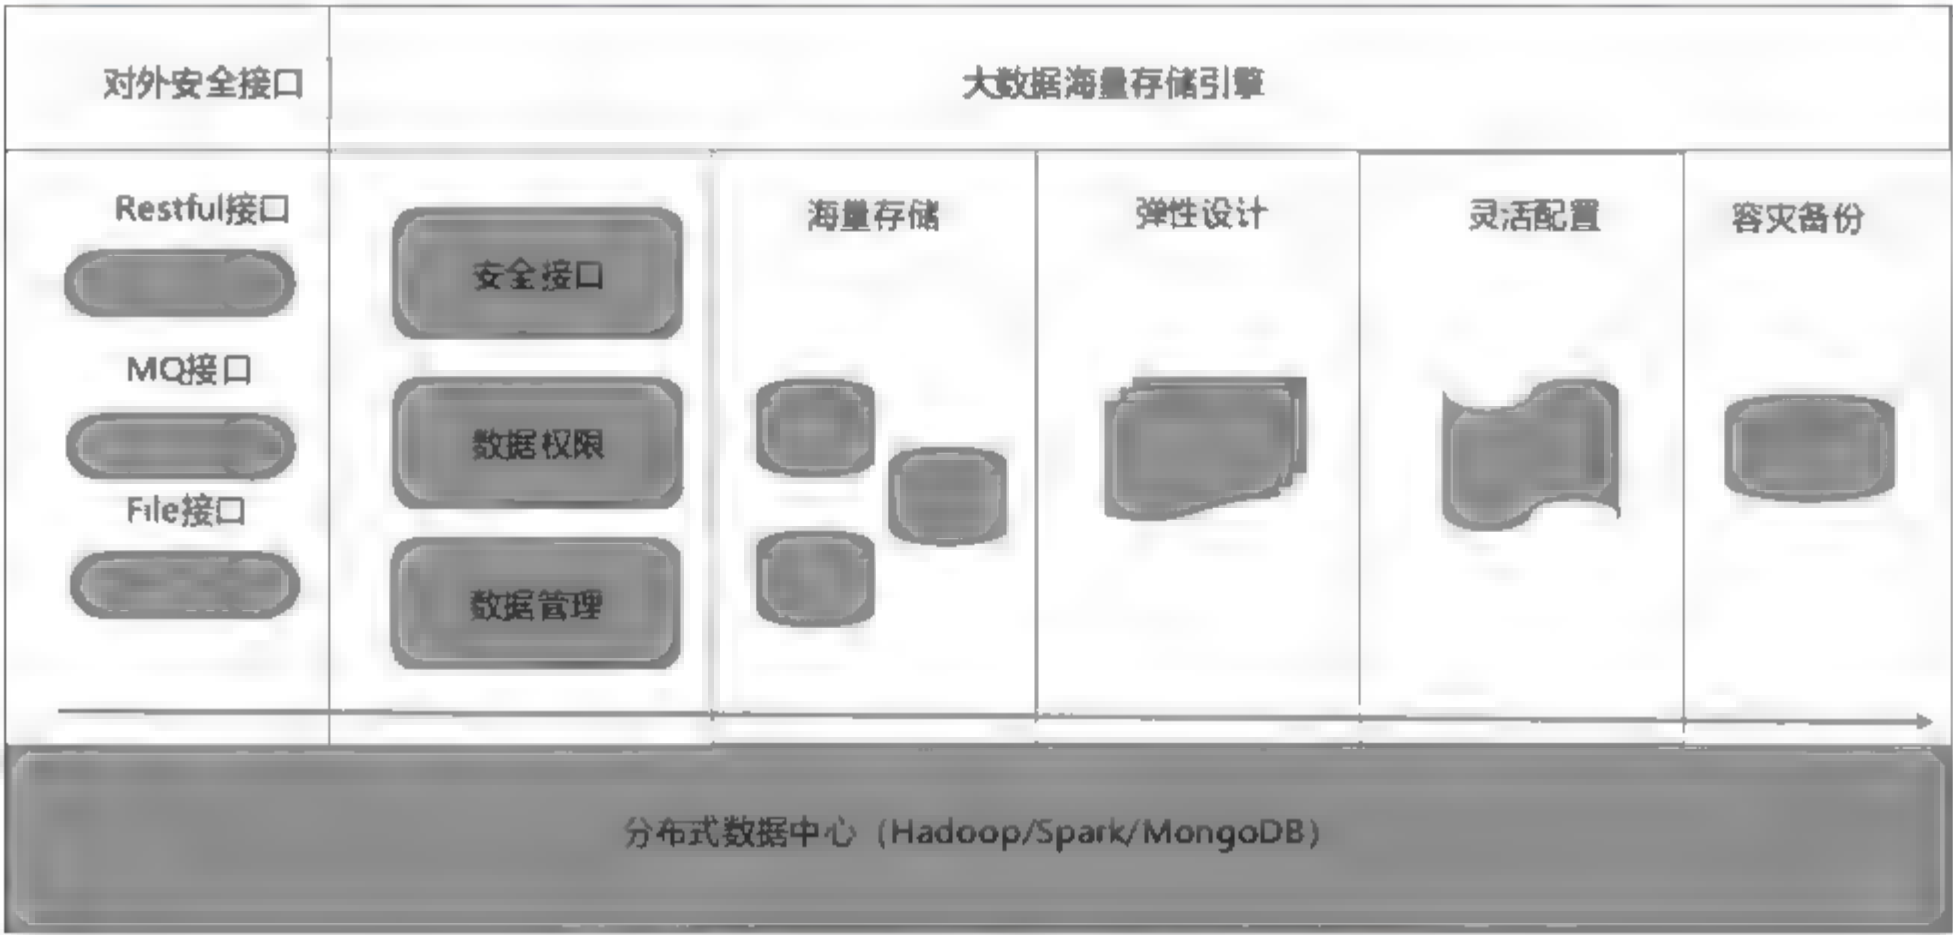 对外安全接口
大数据海量存储引擎
Restful接口
MQ接口
File接口
安全接口
数据权限
数据管理
海量存储
弹性设计
灵活配置
容灾备份
分布式数据中心（Hadoop/Spark/MongoDB）